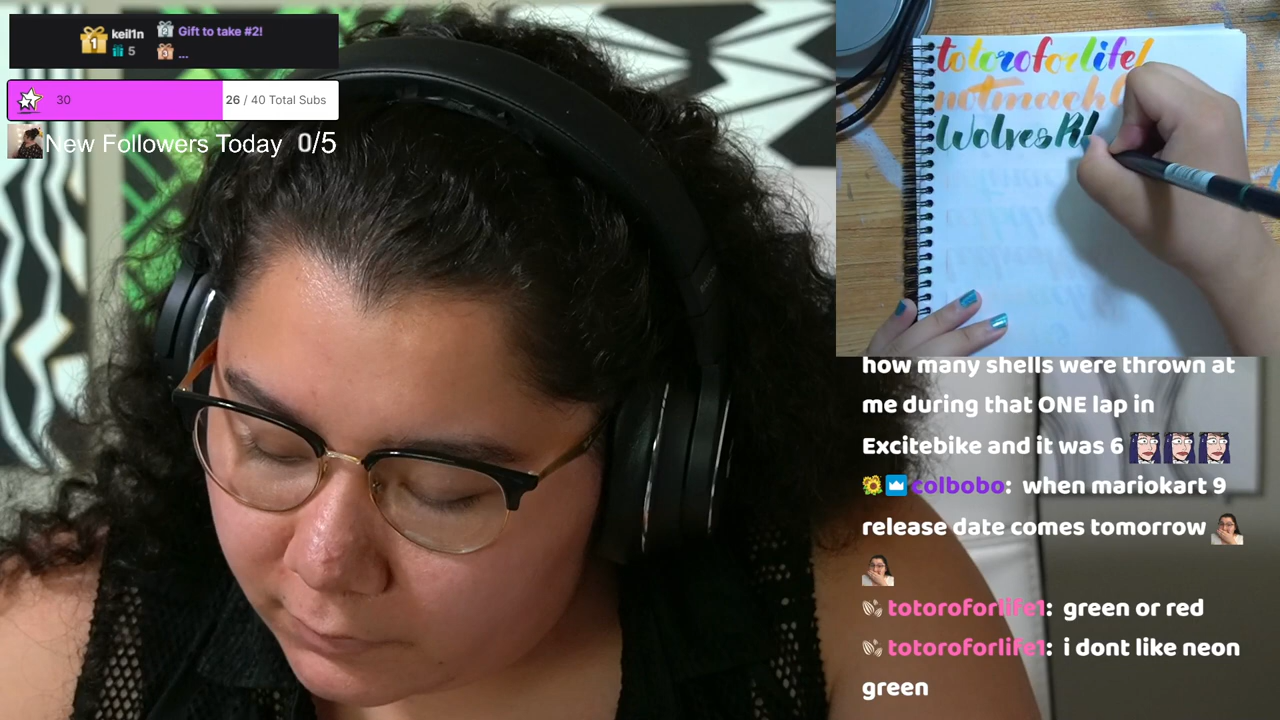 keil1n
5
Gift to take #2!
...
30
26 / 40 Total Subs
New Followers Today 0/5
totoroforlife!
WolvesR
how many shells were thrown at
me during that ONE lap in
Excitebike and it was 6
colbobo: when mariokart 9
release date comes tomorrow
totoroforlife1: green or red
totoroforlife1: i dont like neon
green